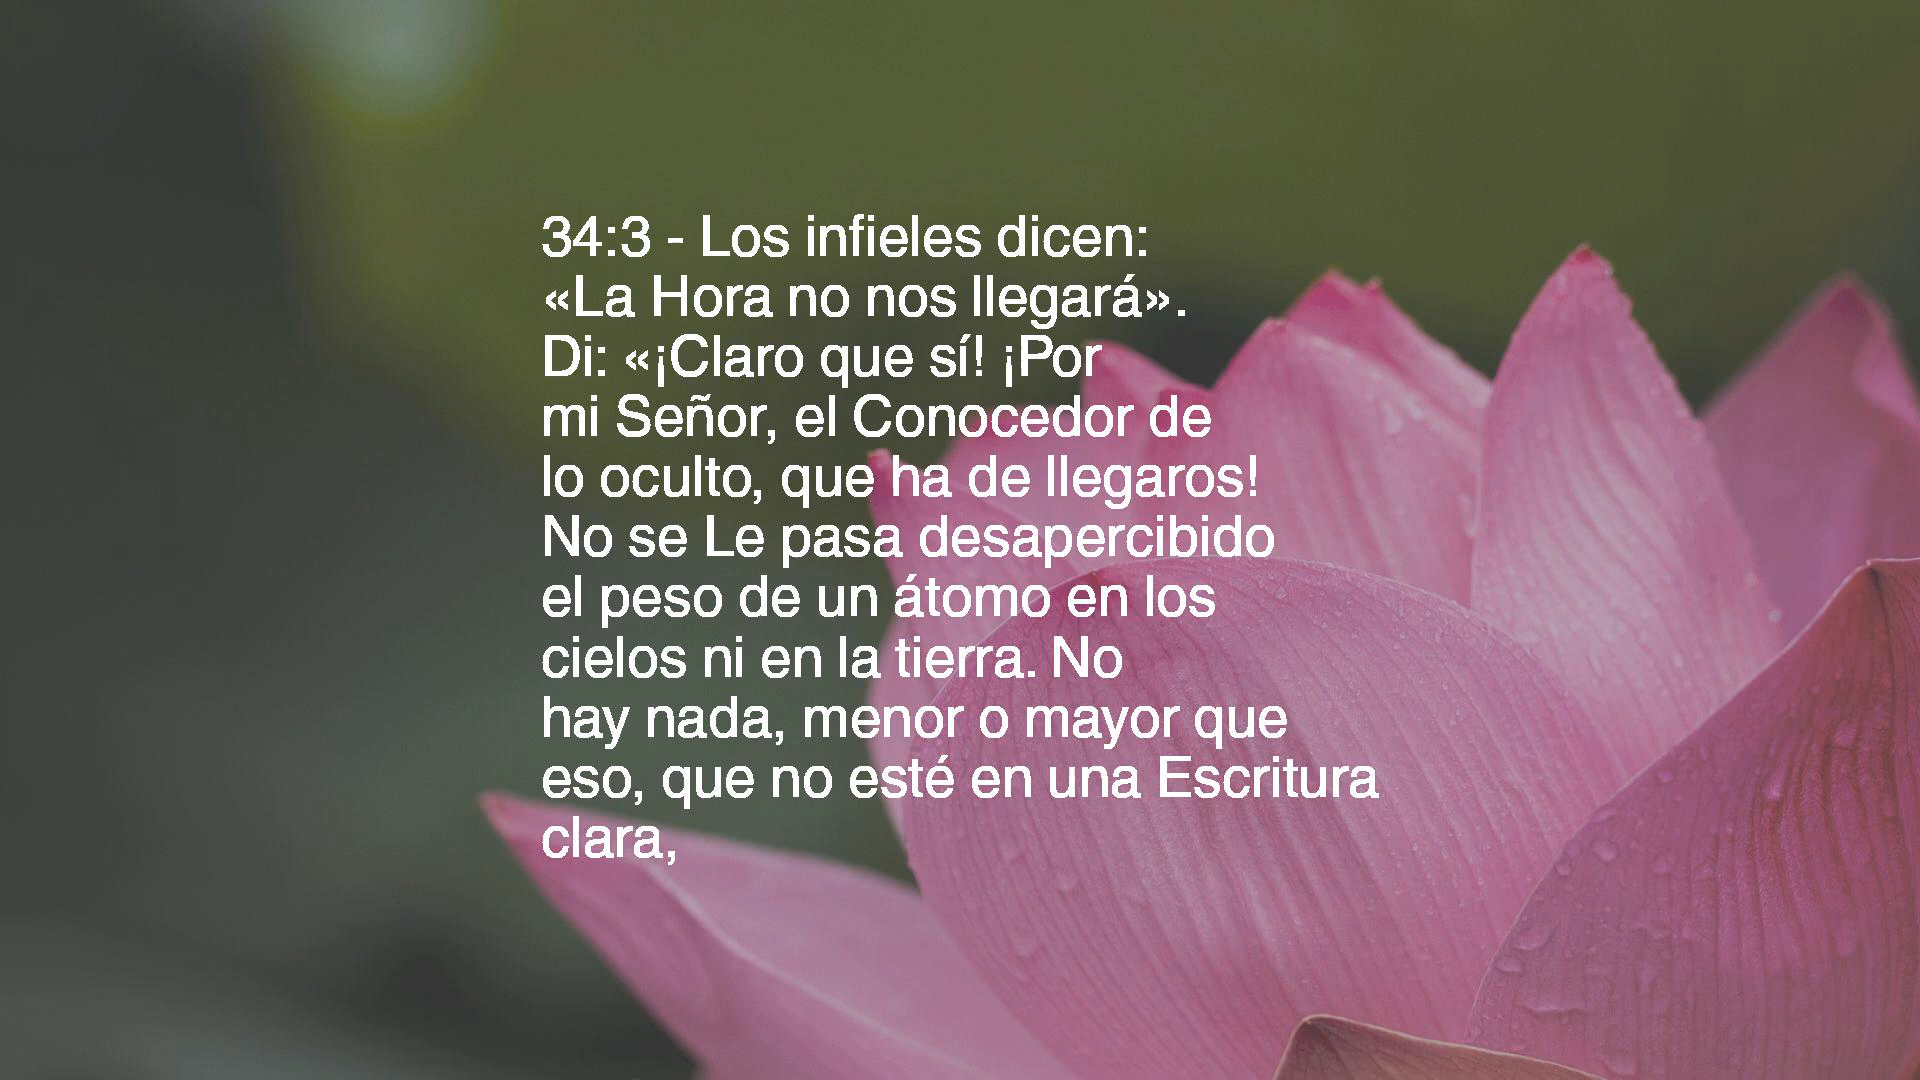 34:3 - Los infieles dicen:
«La Hora no nos llegará».
Di: «¡Claro que sí! ¡Por
mi Señor, el Conocedor de
lo oculto, que ha de llegaros!
No se Le pasa desapercibido
el peso de un átomo en los
cielos ni en la tierra. No
hay nada, menor o mayor que
eso, que no esté en una Escritura
clara,